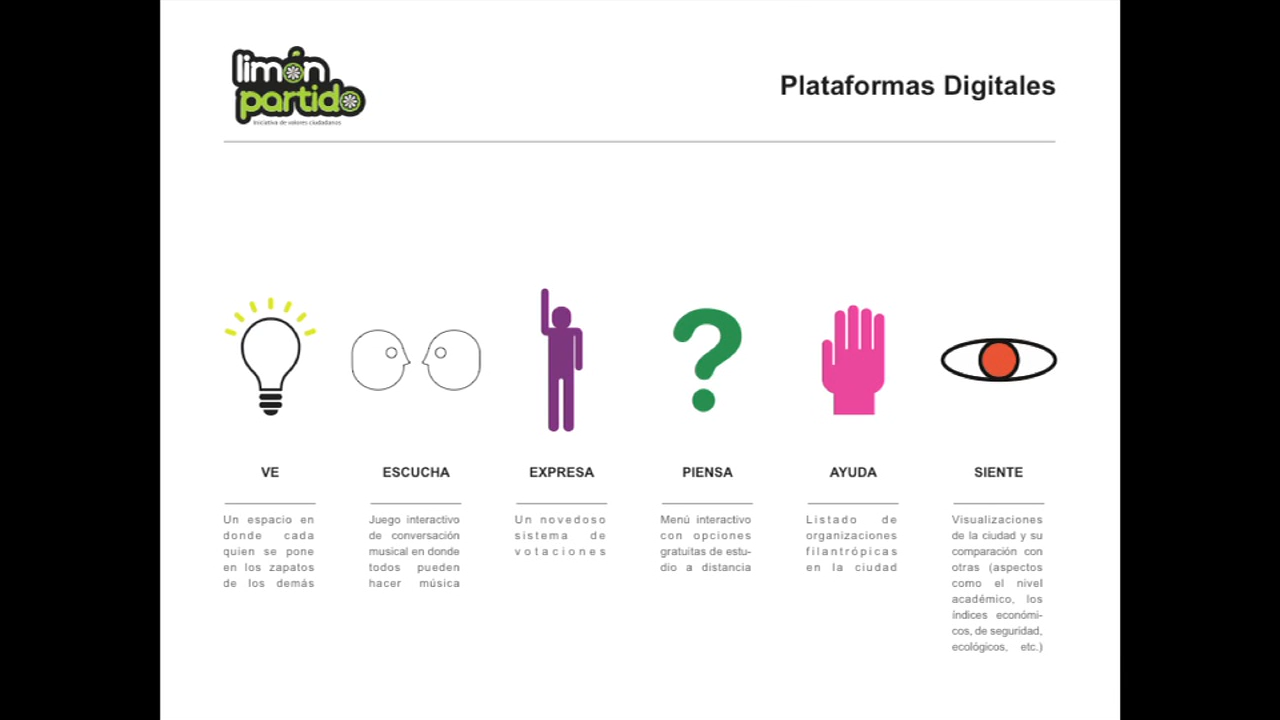 limón
partido
iniciativa de valores ciudadanos
Plataformas Digitales
VE
Un espacio en
donde cada
quien se pone
en los zapatos
de los demás
ESCUCHA
Juego interactivo
de conversación
musical en donde
todos pueden
hacer música
EXPRESA
Un novedoso
sistema de
votaciones
PIENSA
Menú interactivo
con opciones
gratuitas de estu-
dio a distancia
AYUDA
Listado de
organizaciones
filantrópicas
en la ciudad
SIENTE
Visualizaciones
de la ciudad y su
comparación con
otras (aspectos
como el nivel
académico, los
índices económi-
cos, de seguridad,
ecológicos, etc.)